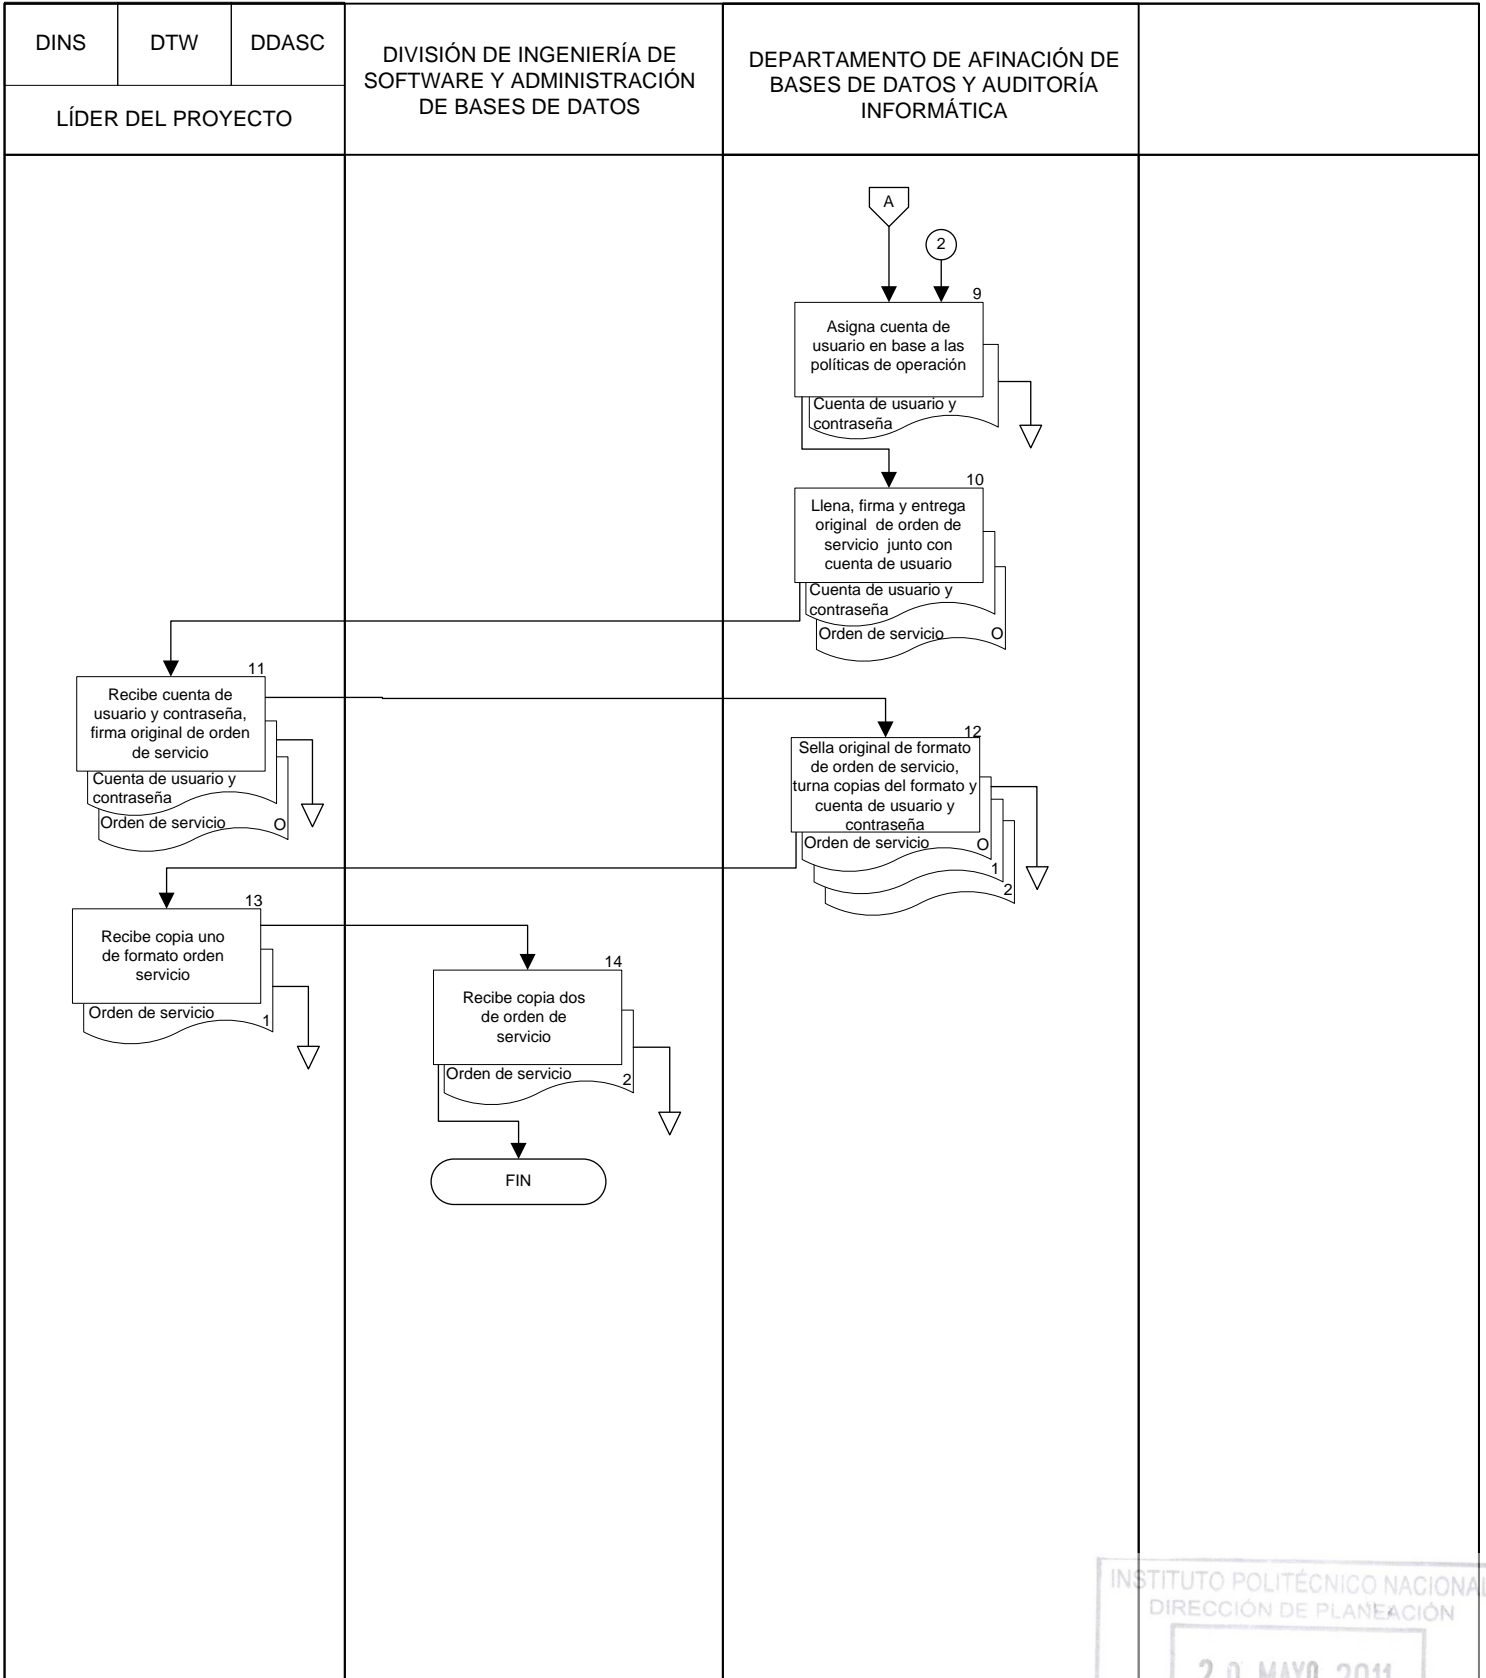 DINS
DTW
DDASC
LÍDER DEL PROYECTO
DIVISIÓN DE INGENIERÍA DE
SOFTWARE Y ADMINISTRACIÓN
DE BASES DE DATOS
DEPARTAMENTO DE AFINACIÓN DE
BASES DE DATOS Y AUDITORÍA
INFORMÁTICA
A
2
9
Asigna cuenta de
usuario en base a las
políticas de operación
Cuenta de usuario y
contraseña
10
Llena, firma y entrega
original de orden de
servicio junto con
cuenta de usuario
Cuenta de usuario y
contraseña
Orden de servicio O
11
Recibe cuenta de
usuario y contraseña,
firma original de orden
de servicio
Cuenta de usuario y
contraseña
Orden de servicio O
12
Sella original de formato
de orden de servicio,
turna copias del formato y
cuenta de usuario y
contraseña
Orden de servicio O
1
2
13
Recibe copia uno
de formato orden
servicio
Orden de servicio 1
14
Recibe copia dos
de orden de
servicio
Orden de servicio 2
FIN
INSTITUTO POLITÉCNICO NACIONAL
DIRECCIÓN DE PLANEACIÓN
20 MAYO 2011